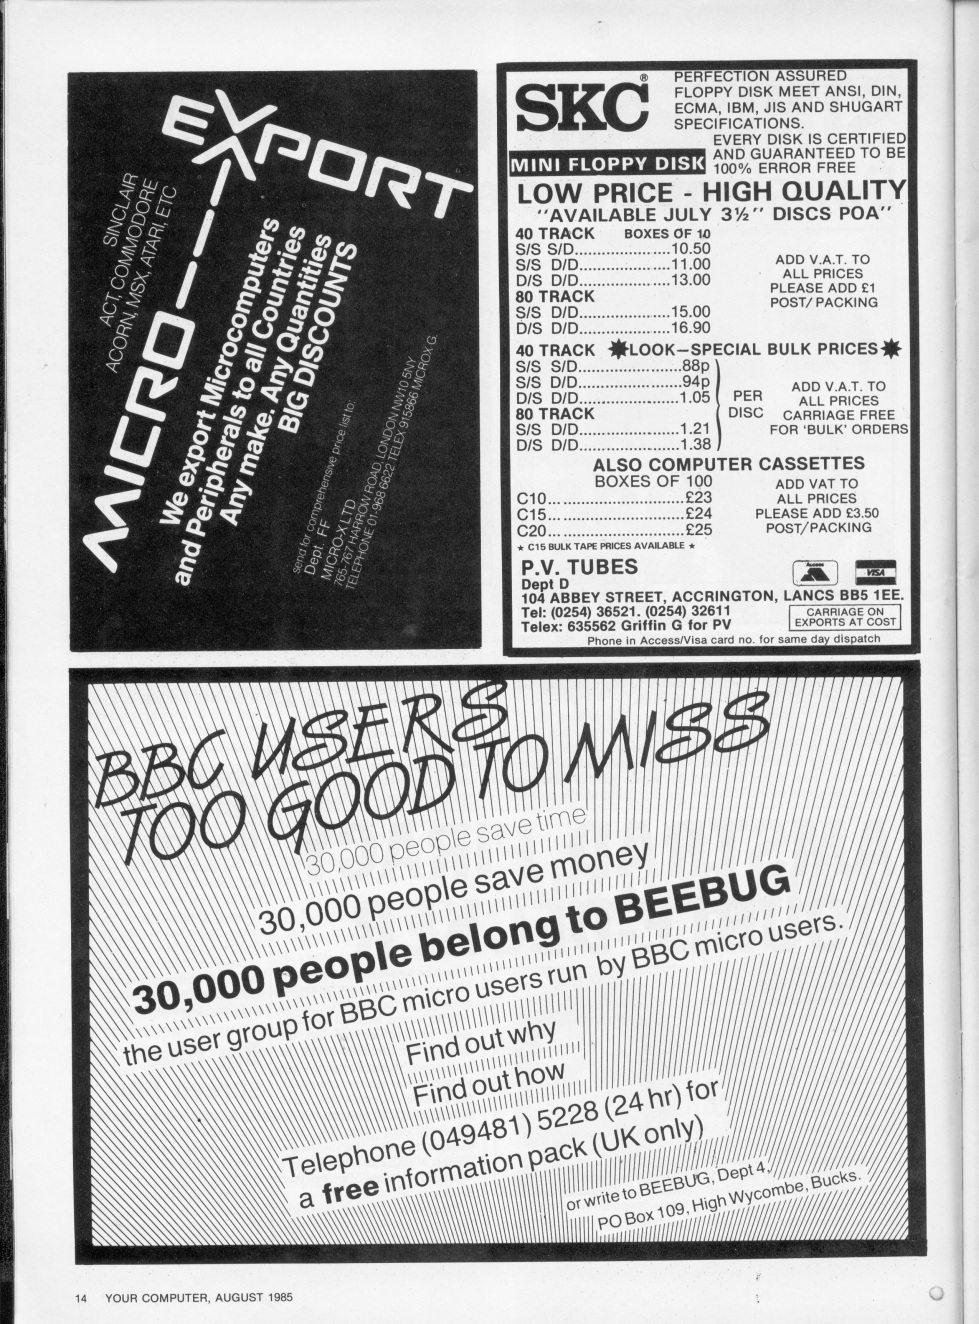 EXPORT
MICRO
SINCLAIR
ACT, COMMODORE
ACORN, MSX, ATARI, ETC
We export Microcomputers
and Peripherals to all Countries
Any make. Any Quantities
BIG DISCOUNTS
send for comprehensive price list to:
Dept. FF
MICRO-X LTD
765-767 HARROW ROAD, LONDON NW10 5NY
TELEPHONE 01-968 6622 TELEX 915866 MICROX G.
SKC®
PERFECTION ASSURED
FLOPPY DISK MEET ANSI, DIN,
ECMA, IBM, JIS AND SHUGART
SPECIFICATIONS.
EVERY DISK IS CERTIFIED
AND GUARANTEED TO BE
100% ERROR FREE
MINI FLOPPY DISK
LOW PRICE - HIGH QUALITY
''AVAILABLE JULY 3½'' DISCS POA''
40 TRACK BOXES OF 10
S/S S/D......................10.50
S/S D/D.....................11.00
D/S D/D.....................13.00
80 TRACK
S/S D/D.....................15.00
D/S D/D.....................16.90
ADD V.A.T. TO
ALL PRICES
PLEASE ADD £1
POST/PACKING
40 TRACK LOOK—SPECIAL BULK PRICES
S/S S/D........................88p
S/S D/D.......................94p
D/S D/D.......................1.05
80 TRACK
S/S D/D.......................1.21
D/S D/D.......................1.38
PER
DISC
ADD V.A.T. TO
ALL PRICES
CARRIAGE FREE
FOR 'BULK' ORDERS
ALSO COMPUTER CASSETTES
BOXES OF 100
C10... ............................£23
C15... ............................£24
C20... ............................£25
★ C15 BULK TAPE PRICES AVAILABLE ★
ADD VAT TO
ALL PRICES
PLEASE ADD £3.50
POST/PACKING
P.V. TUBES
Dept D
104 ABBEY STREET, ACCRINGTON, LANCS BB5 1EE.
Tel: (0254) 36521. (0254) 32611
Telex: 635562 Griffin G for PV
Access
VISA
CARRIAGE ON
EXPORTS AT COST
Phone in Access/Visa card no. for same day dispatch
BBC USERS
TOO GOOD TO MISS
30,000 people save time
30,000 people save money
30,000 people belong to BEEBUG
the user group for BBC micro users run by BBC micro users.
Find out why
Find out how
Telephone (049481) 5228 (24 hr) for
a free information pack (UK only)
or write to BEEBUG, Dept 4,
PO Box 109, High Wycombe, Bucks.
14 YOUR COMPUTER, AUGUST 1985